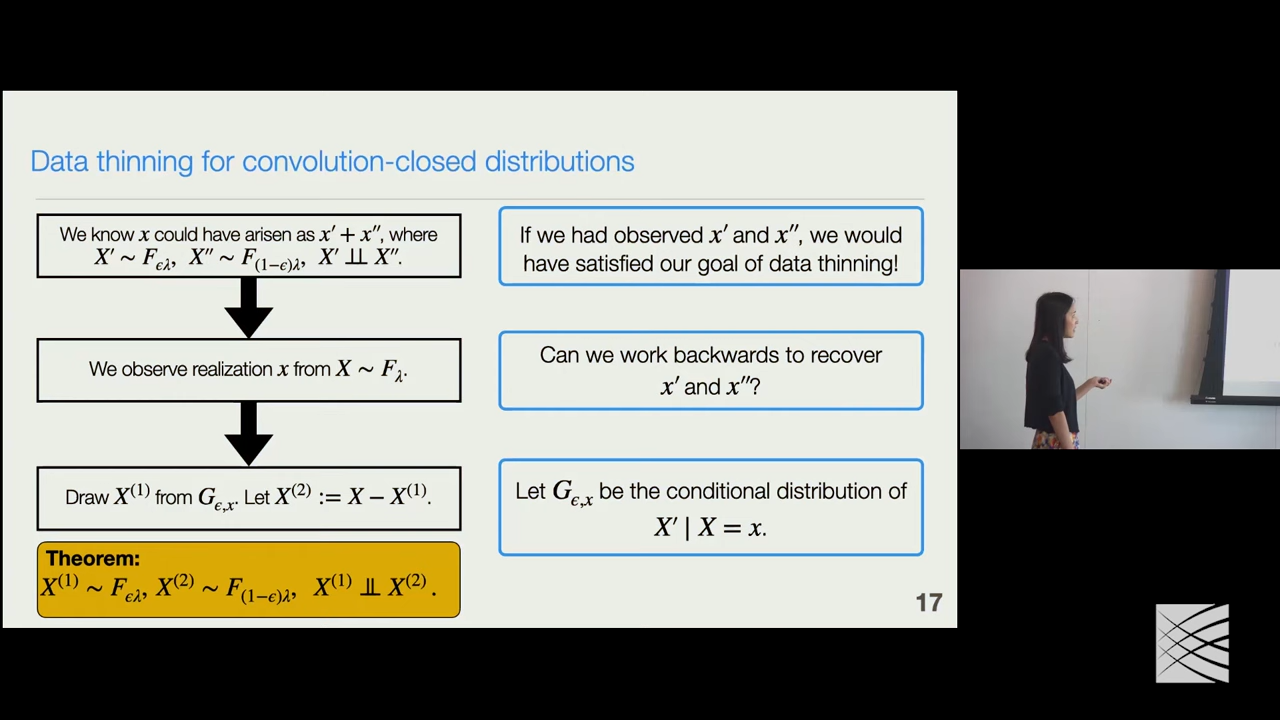 Data thinning for convolution-closed distributions
We know x could have arisen as x′ + x″, where
X′ ∼ F_{ϵλ}, X″ ∼ F_{(1−ϵ)λ}, X′ ⫫ X″.
If we had observed x′ and x″, we would
have satisfied our goal of data thinning!
We observe realization x from X ∼ F_λ.
Can we work backwards to recover
x′ and x″?
Draw X^{(1)} from G_{ϵ,x}. Let X^{(2)} := X − X^{(1)}.
Let G_{ϵ,x} be the conditional distribution of
X′ | X = x.
Theorem:
X^{(1)} ∼ F_{ϵλ}, X^{(2)} ∼ F_{(1−ϵ)λ}, X^{(1)} ⫫ X^{(2)}.
17